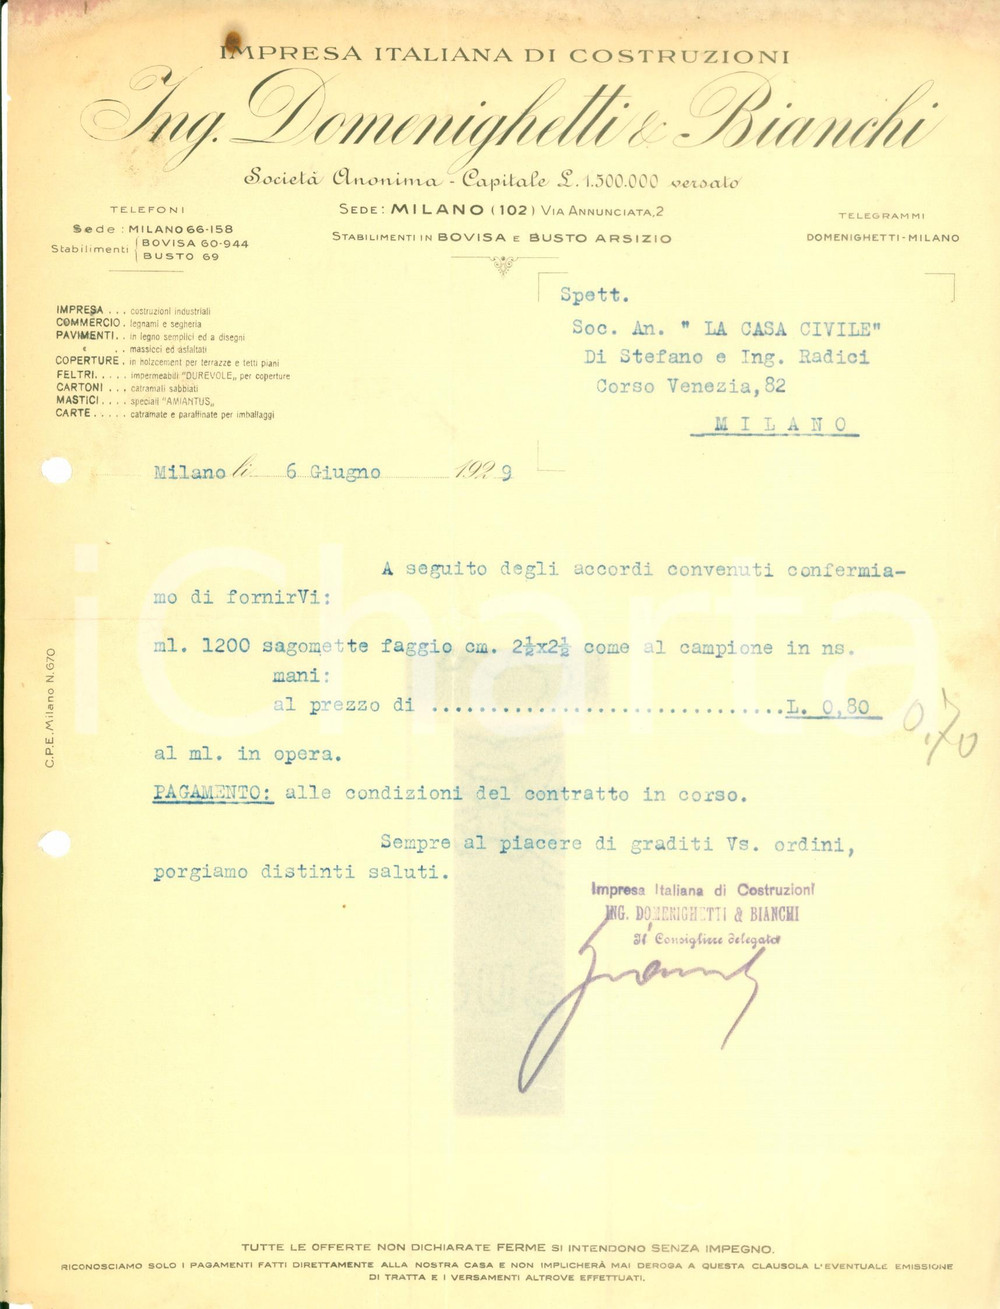 IMPRESA ITALIANA DI COSTRUZIONI
Ing. Domenighetti & Bianchi
Società Anonima - Capitale £. 1.500.000 versato
TELEFONI
Sede : MILANO 66-158
Stabilimenti BOVISA 60-944
BUSTO 69
SEDE: MILANO (102) VIA ANNUNCIATA, 2
STABILIMENTI IN BOVISA E BUSTO ARSIZIO
TELEGRAMMI
DOMENIGHETTI - MILANO
IMPRESA . . . costruzioni industriali
COMMERCIO . legnami e segheria
PAVIMENTI . . in legno semplici ed a disegni
« . . massicci ed asfaltati
COPERTURE . in holzcement per terrazze e tetti piani
FELTRI. . . . . impermeabili "DUREVOLE„ per coperture
CARTONI . . . catramati sabbiati
MASTICI . . . . speciali "AMIANTUS„
CARTE . . . . . catramate e paraffinate per imballaggi
Spett.
Soc. An. " LA CASA CIVILE"
Di Stefano e Ing. Radici
Corso Venezia,82
MILANO
Milano li 6 Giugno 1929
A seguito degli accordi convenuti confermia-
mo di fornirVi:
ml. 1200 sagomette faggio cm. 2½x2½ come al campione in ns.
mani:
al prezzo di ..............................L. 0,80
0,70
al ml. in opera.
PAGAMENTO: alle condizioni del contratto in corso.
Sempre al piacere di graditi Vs. ordini,
porgiamo distinti saluti.
Impresa Italiana di Costruzioni
ING. DOMENIGHETTI & BIANCHI
Il Consigliere delegato
C.P.E. Milano N. 670
iCharta
TUTTE LE OFFERTE NON DICHIARATE FERME SI INTENDONO SENZA IMPEGNO.
RICONOSCIAMO SOLO I PAGAMENTI FATTI DIRETTAMENTE ALLA NOSTRA CASA E NON IMPLICHERÀ MAI DEROGA A QUESTA CLAUSOLA L'EVENTUALE EMISSIONE
DI TRATTA E I VERSAMENTI ALTROVE EFFETTUATI.